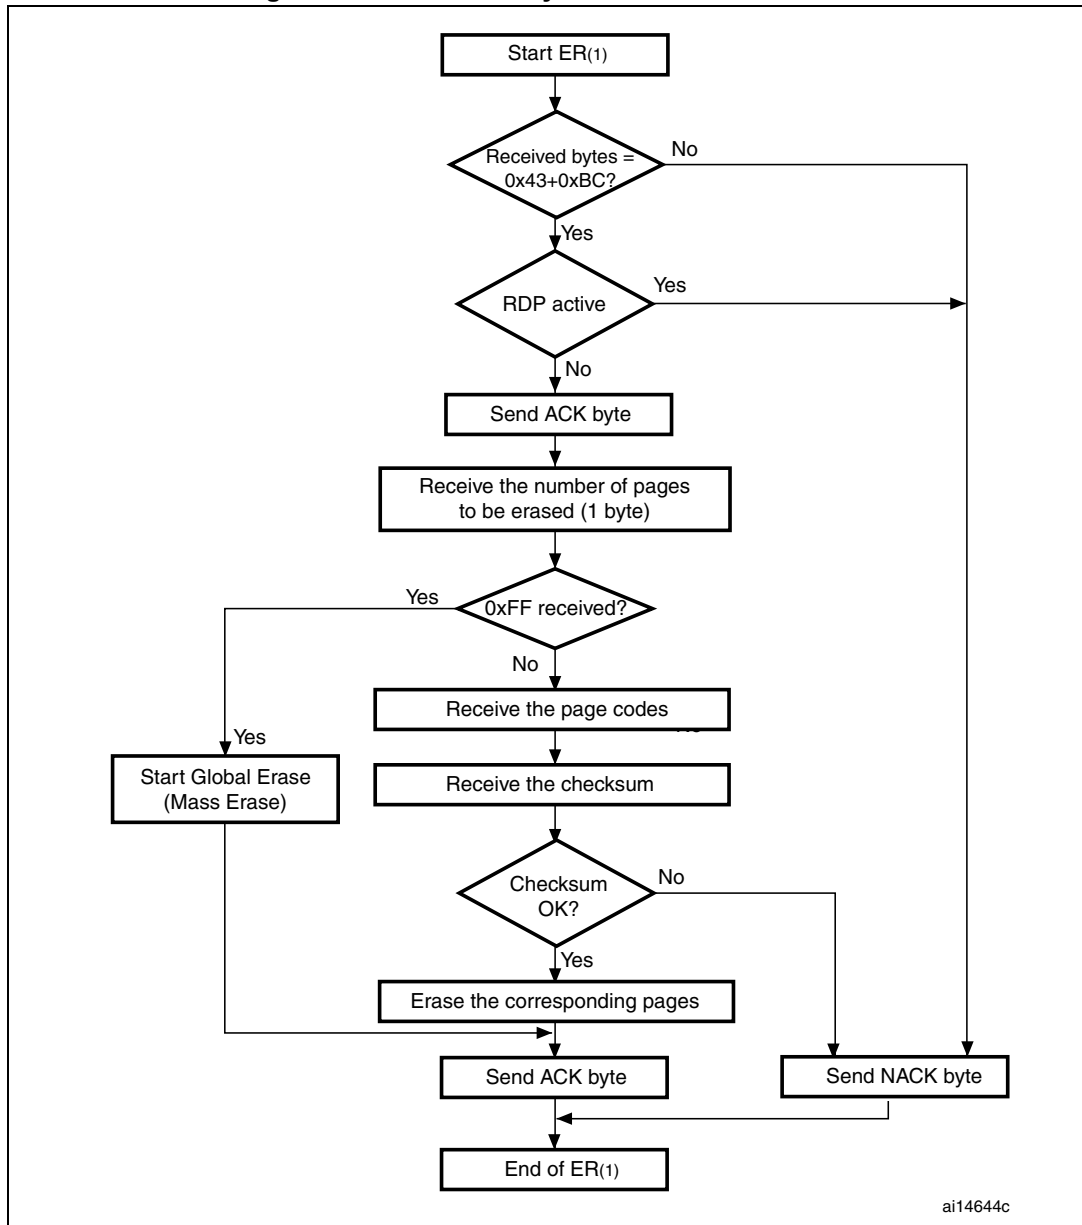 Start ER(1)
Received bytes =
0x43+0xBC?
No
Yes
RDP active
Yes
No
Send ACK byte
Receive the number of pages
to be erased (1 byte)
Yes
0xFF received?
No
Receive the page codes
Yes
Start Global Erase
(Mass Erase)
Receive the checksum
Checksum
OK?
No
Yes
Erase the corresponding pages
Send ACK byte
Send NACK byte
End of ER(1)
ai14644c